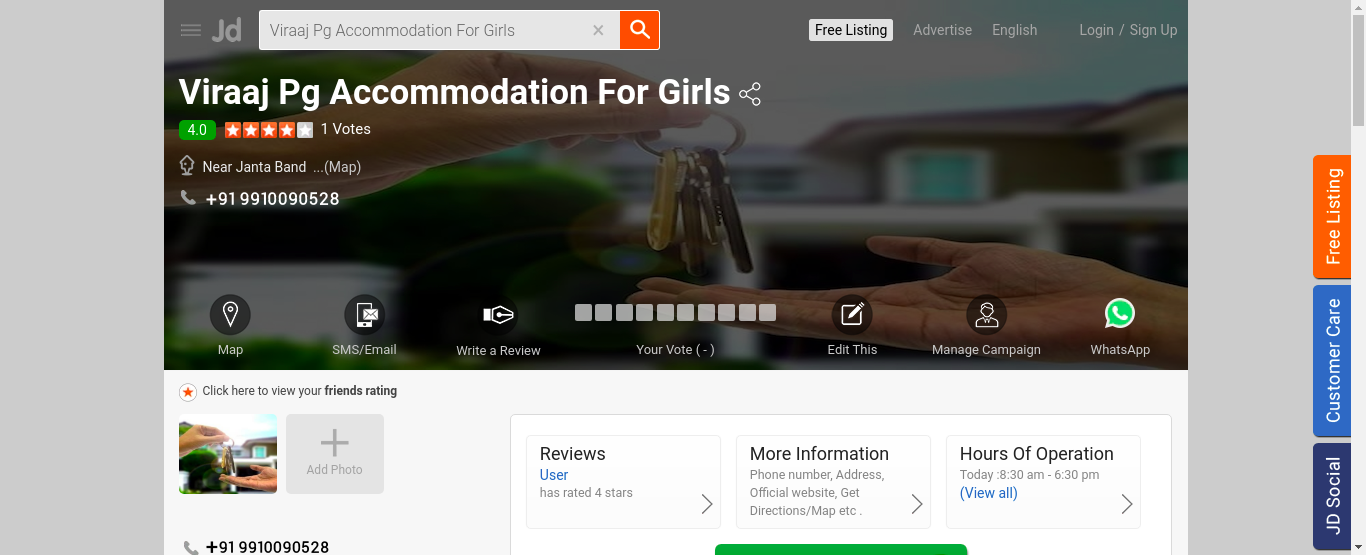 Jd
Viraaj Pg Accommodation For Girls
Free Listing
Advertise
English
Login / Sign Up
Viraaj Pg Accommodation For Girls
4.0 1 Votes
Near Janta Band ...(Map)
+91 9910090528
Map
SMS/Email
Write a Review
Your Vote ( - )
Edit This
Manage Campaign
WhatsApp
Click here to view your friends rating
Add Photo
+91 9910090528
Reviews
User
has rated 4 stars
More Information
Phone number, Address,
Official website, Get
Directions/Map etc .
Hours Of Operation
Today :8:30 am - 6:30 pm
(View all)
Free Listing
Customer Care
JD Social